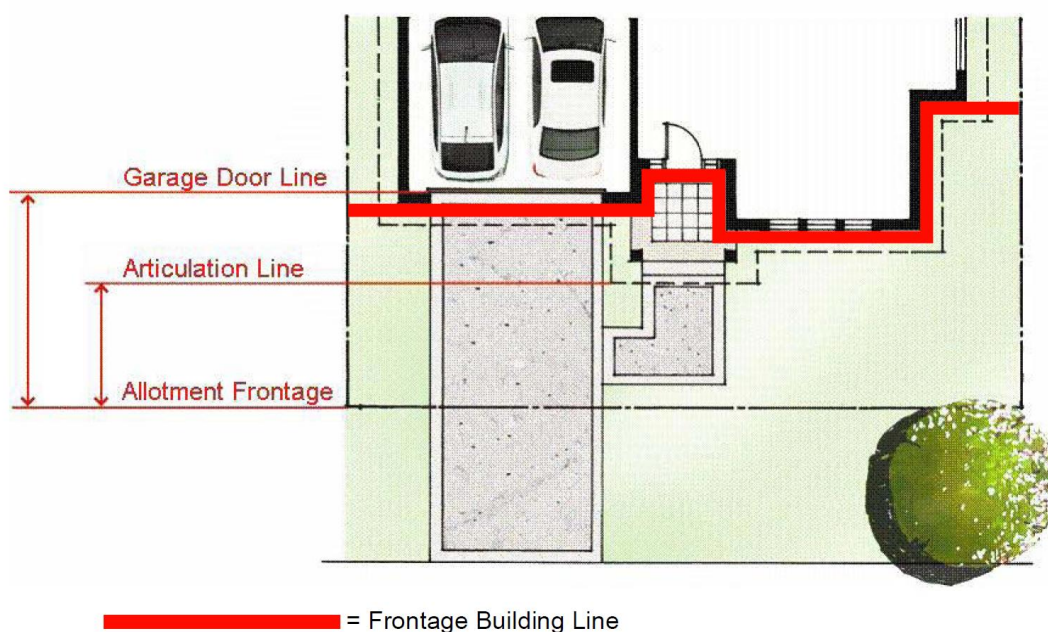 Garage Door Line
Articulation Line
Allotment Frontage
= Frontage Building Line